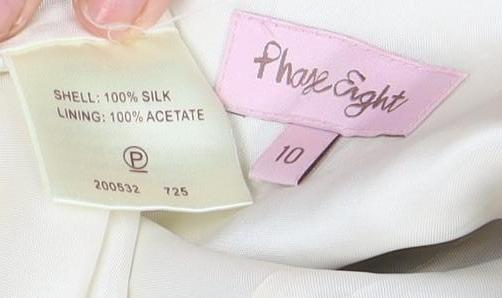 SHELL: 100% SILK
LINING: 100% ACETATE
P
200532 725
Phase Eight
10